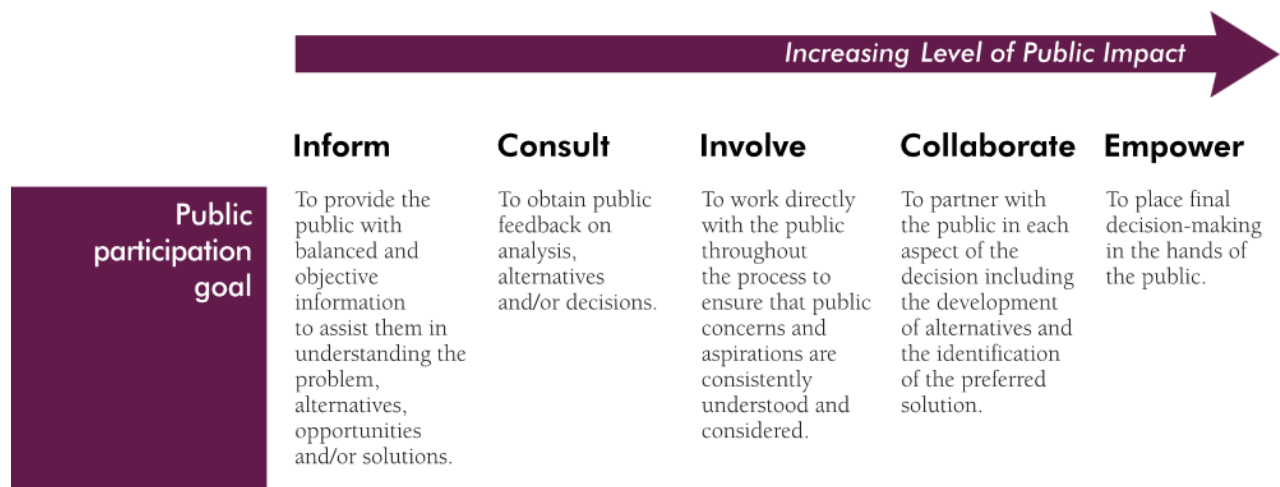 Increasing Level of Public Impact
Inform
Consult
Involve
Collaborate
Empower
Public
participation
goal
To provide the
public with
balanced and
objective
information
to assist them in
understanding the
problem,
alternatives,
opportunities
and/or solutions.
To obtain public
feedback on
analysis,
alternatives
and/or decisions.
To work directly
with the public
throughout
the process to
ensure that public
concerns and
aspirations are
consistently
understood and
considered.
To partner with
the public in each
aspect of the
decision including
the development
of alternatives and
the identification
of the preferred
solution.
To place final
decision-making
in the hands of
the public.